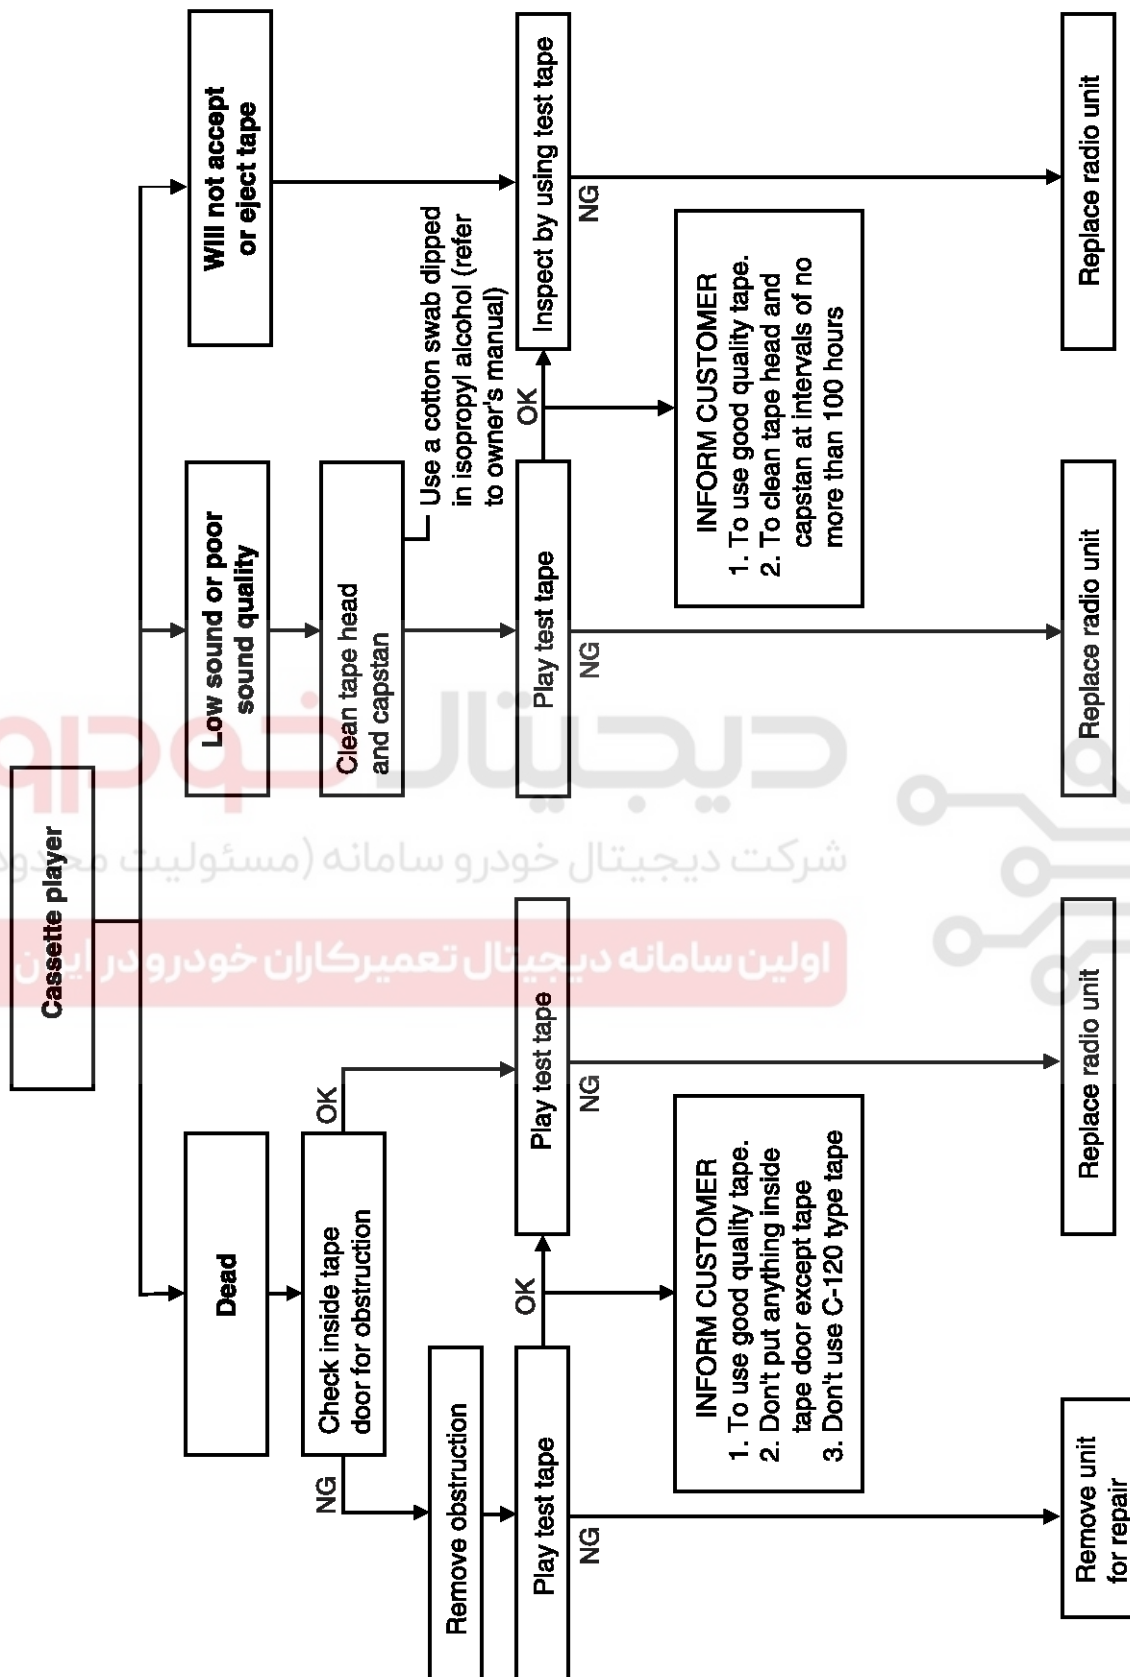 Cassette player
Dead
Low sound or poor
sound quality
Will not accept
or eject tape
Check inside tape
door for obstruction
NG
OK
Clean tape head
and capstan
Use a cotton swab dipped
in isopropyl alcohol (refer
to owner's manual)
Remove obstruction
Play test tape
OK
Play test tape
Play test tape
OK
Inspect by using test tape
NG
NG
NG
NG
INFORM CUSTOMER
1. To use good quality tape.
2. Don't put anything inside
tape door except tape
3. Don't use C-120 type tape
INFORM CUSTOMER
1. To use good quality tape.
2. To clean tape head and
capstan at intervals of no
more than 100 hours
Remove unit
for repair
Replace radio unit
Replace radio unit
Replace radio unit
دیجیتال خودرو
شرکت دیجیتال خودرو سامانه (مسئولیت
اولین سامانه دیجیتال تعمیرکاران خودرو در